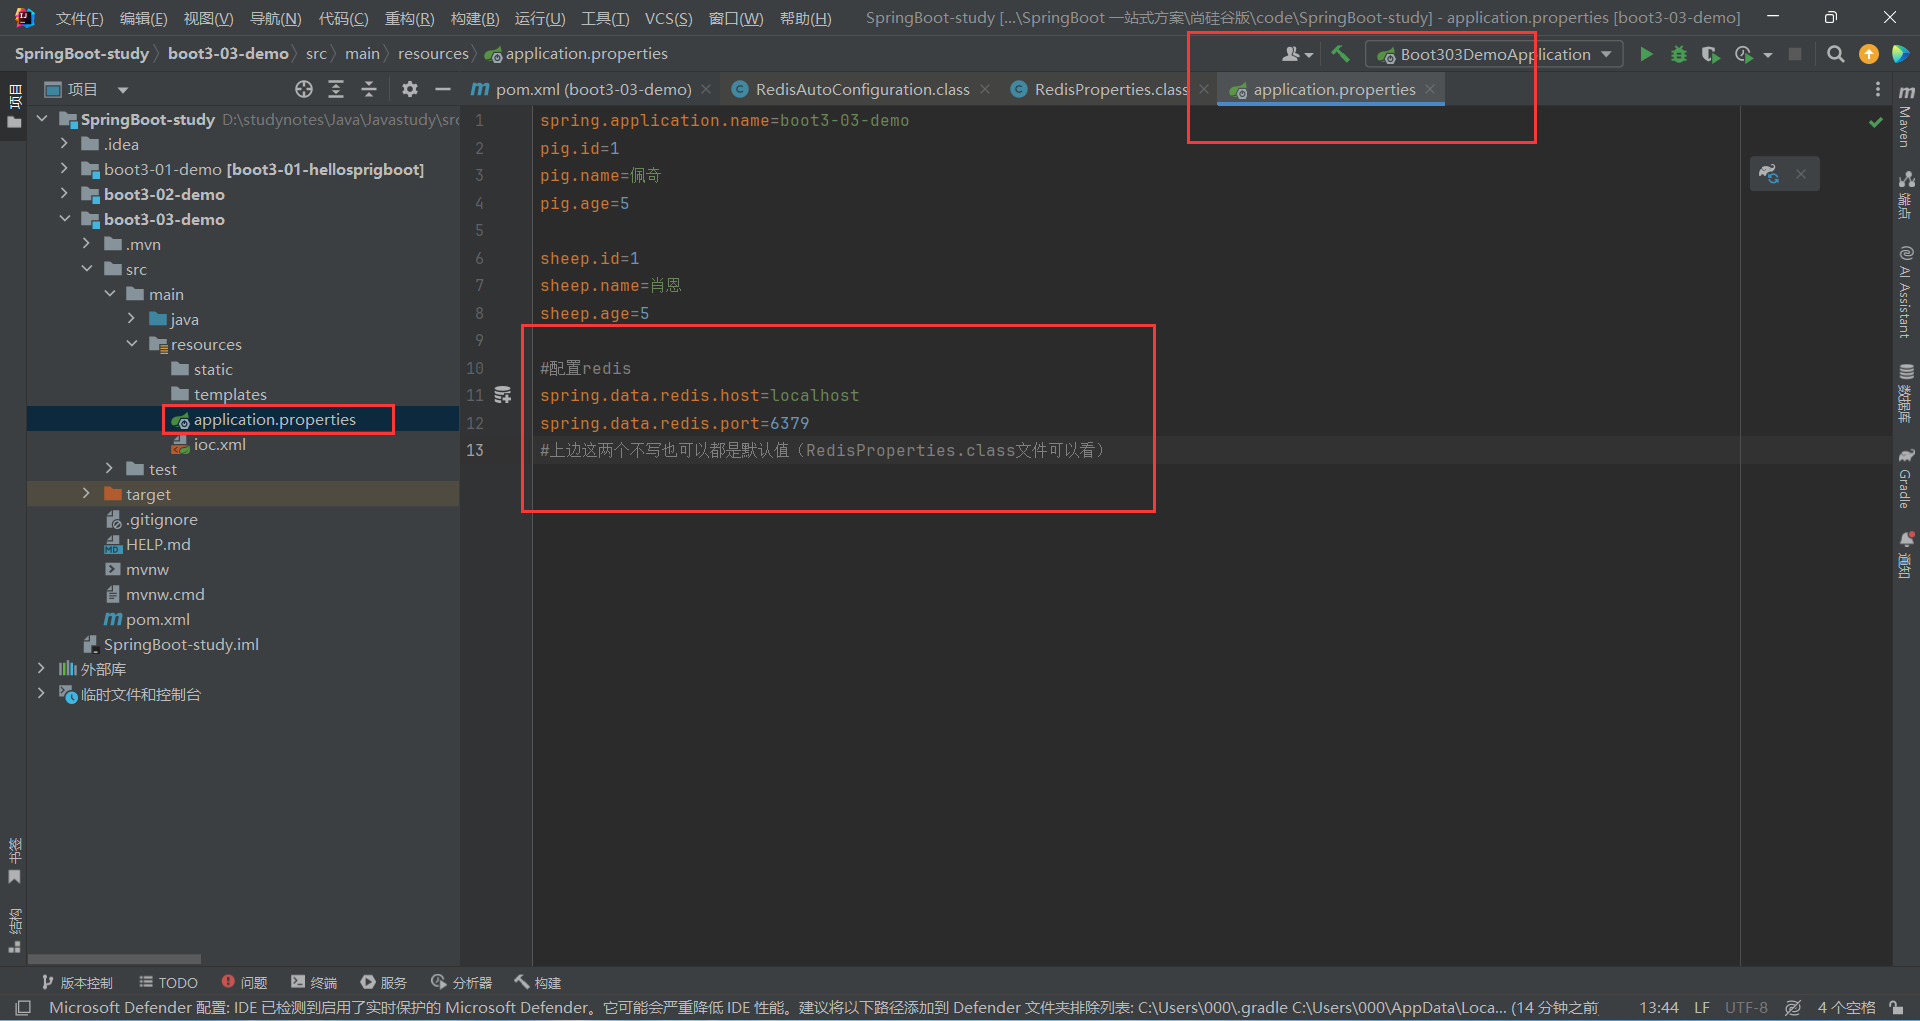 文件(F) 编辑(E) 视图(V) 导航(N) 代码(C) 重构(R) 构建(B) 运行(U) 工具(T) VCS(S) 窗口(W) 帮助(H) SpringBoot-study [...\SpringBoot 一站式方案\尚硅谷版\code\SpringBoot-study] - application.properties [boot3-03-demo]
SpringBoot-study boot3-03-demo src main resources application.properties Boot303DemoApplication
项目 pom.xml (boot3-03-demo) RedisAutoConfiguration.class RedisProperties.class application.properties
项目
SpringBoot-study D:\studynotes\Java\Javastudy\src
.idea
boot3-01-demo [boot3-01-hellosprigboot]
boot3-02-demo
boot3-03-demo
.mvn
src
main
java
resources
static
templates
application.properties
ioc.xml
test
target
.gitignore
HELP.md
mvnw
mvnw.cmd
pom.xml
SpringBoot-study.iml
外部库
临时文件和控制台
书签
结构
1 spring.application.name=boot3-03-demo
2 pig.id=1
3 pig.name=佩奇
4 pig.age=5
5
6 sheep.id=1
7 sheep.name=肖恩
8 sheep.age=5
9
10 #配置redis
11 spring.data.redis.host=localhost
12 spring.data.redis.port=6379
13 #上边这两个不写也可以都是默认值（RedisProperties.class文件可以看）
Maven
端点
AI Assistant
数据库
Gradle
通知
版本控制 TODO 问题 终端 服务 分析器 构建
Microsoft Defender 配置: IDE 已检测到启用了实时保护的 Microsoft Defender。它可能会严重降低 IDE 性能。建议将以下路径添加到 Defender 文件夹排除列表: C:\Users\000\.gradle C:\Users\000\AppData\Loca... (14 分钟之前 13:44 LF UTF-8 4 个空格